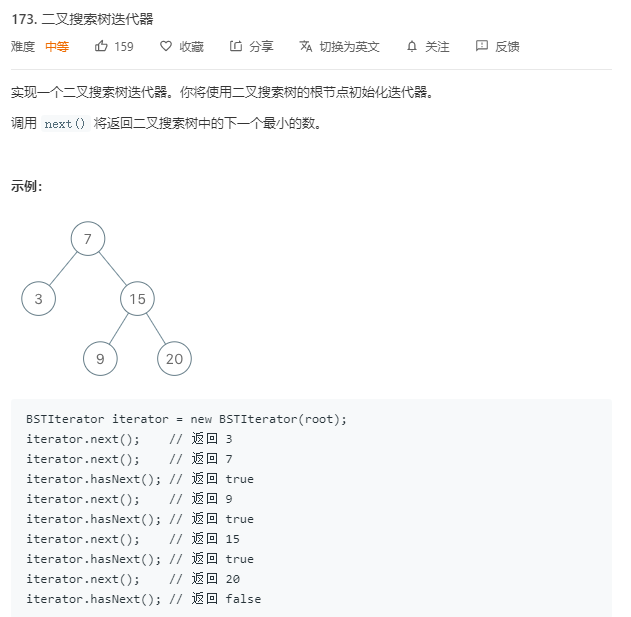 173. 二叉搜索树迭代器
难度 中等 159 收藏 分享 切换为英文 关注 反馈
实现一个二叉搜索树迭代器。你将使用二叉搜索树的根节点初始化迭代器。
调用 next() 将返回二叉搜索树中的下一个最小的数。
示例：
7
3 15
9 20
BSTIterator iterator = new BSTIterator(root);
iterator.next();    // 返回 3
iterator.next();    // 返回 7
iterator.hasNext(); // 返回 true
iterator.next();    // 返回 9
iterator.hasNext(); // 返回 true
iterator.next();    // 返回 15
iterator.hasNext(); // 返回 true
iterator.next();    // 返回 20
iterator.hasNext(); // 返回 false